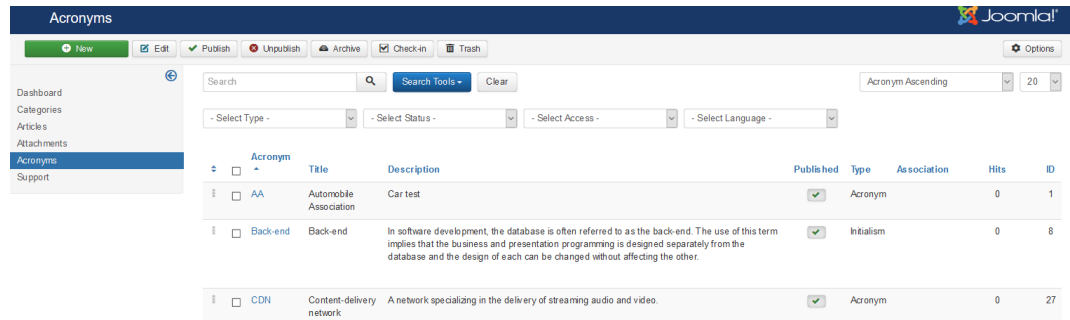 Acronyms
Joomla!
New Edit Publish Unpublish Archive Check-in Trash Options
Dashboard
Categories
Articles
Attachments
Acronyms
Support
Search Search Tools Clear Acronym Ascending 20
- Select Type - - Select Status - - Select Access - - Select Language -
Acronym Title Description Published Type Association Hits ID
AA Automobile Car test Acronym 0 1
Association
Back-end Back-end In software development, the database is often referred to as the back-end. The use of this term Initialism 0 8
implies that the business and presentation programming is designed separately from the
database and the design of each can be changed without affecting the other.
CDN Content-delivery A network specializing in the delivery of streaming audio and video. Acronym 0 27
network